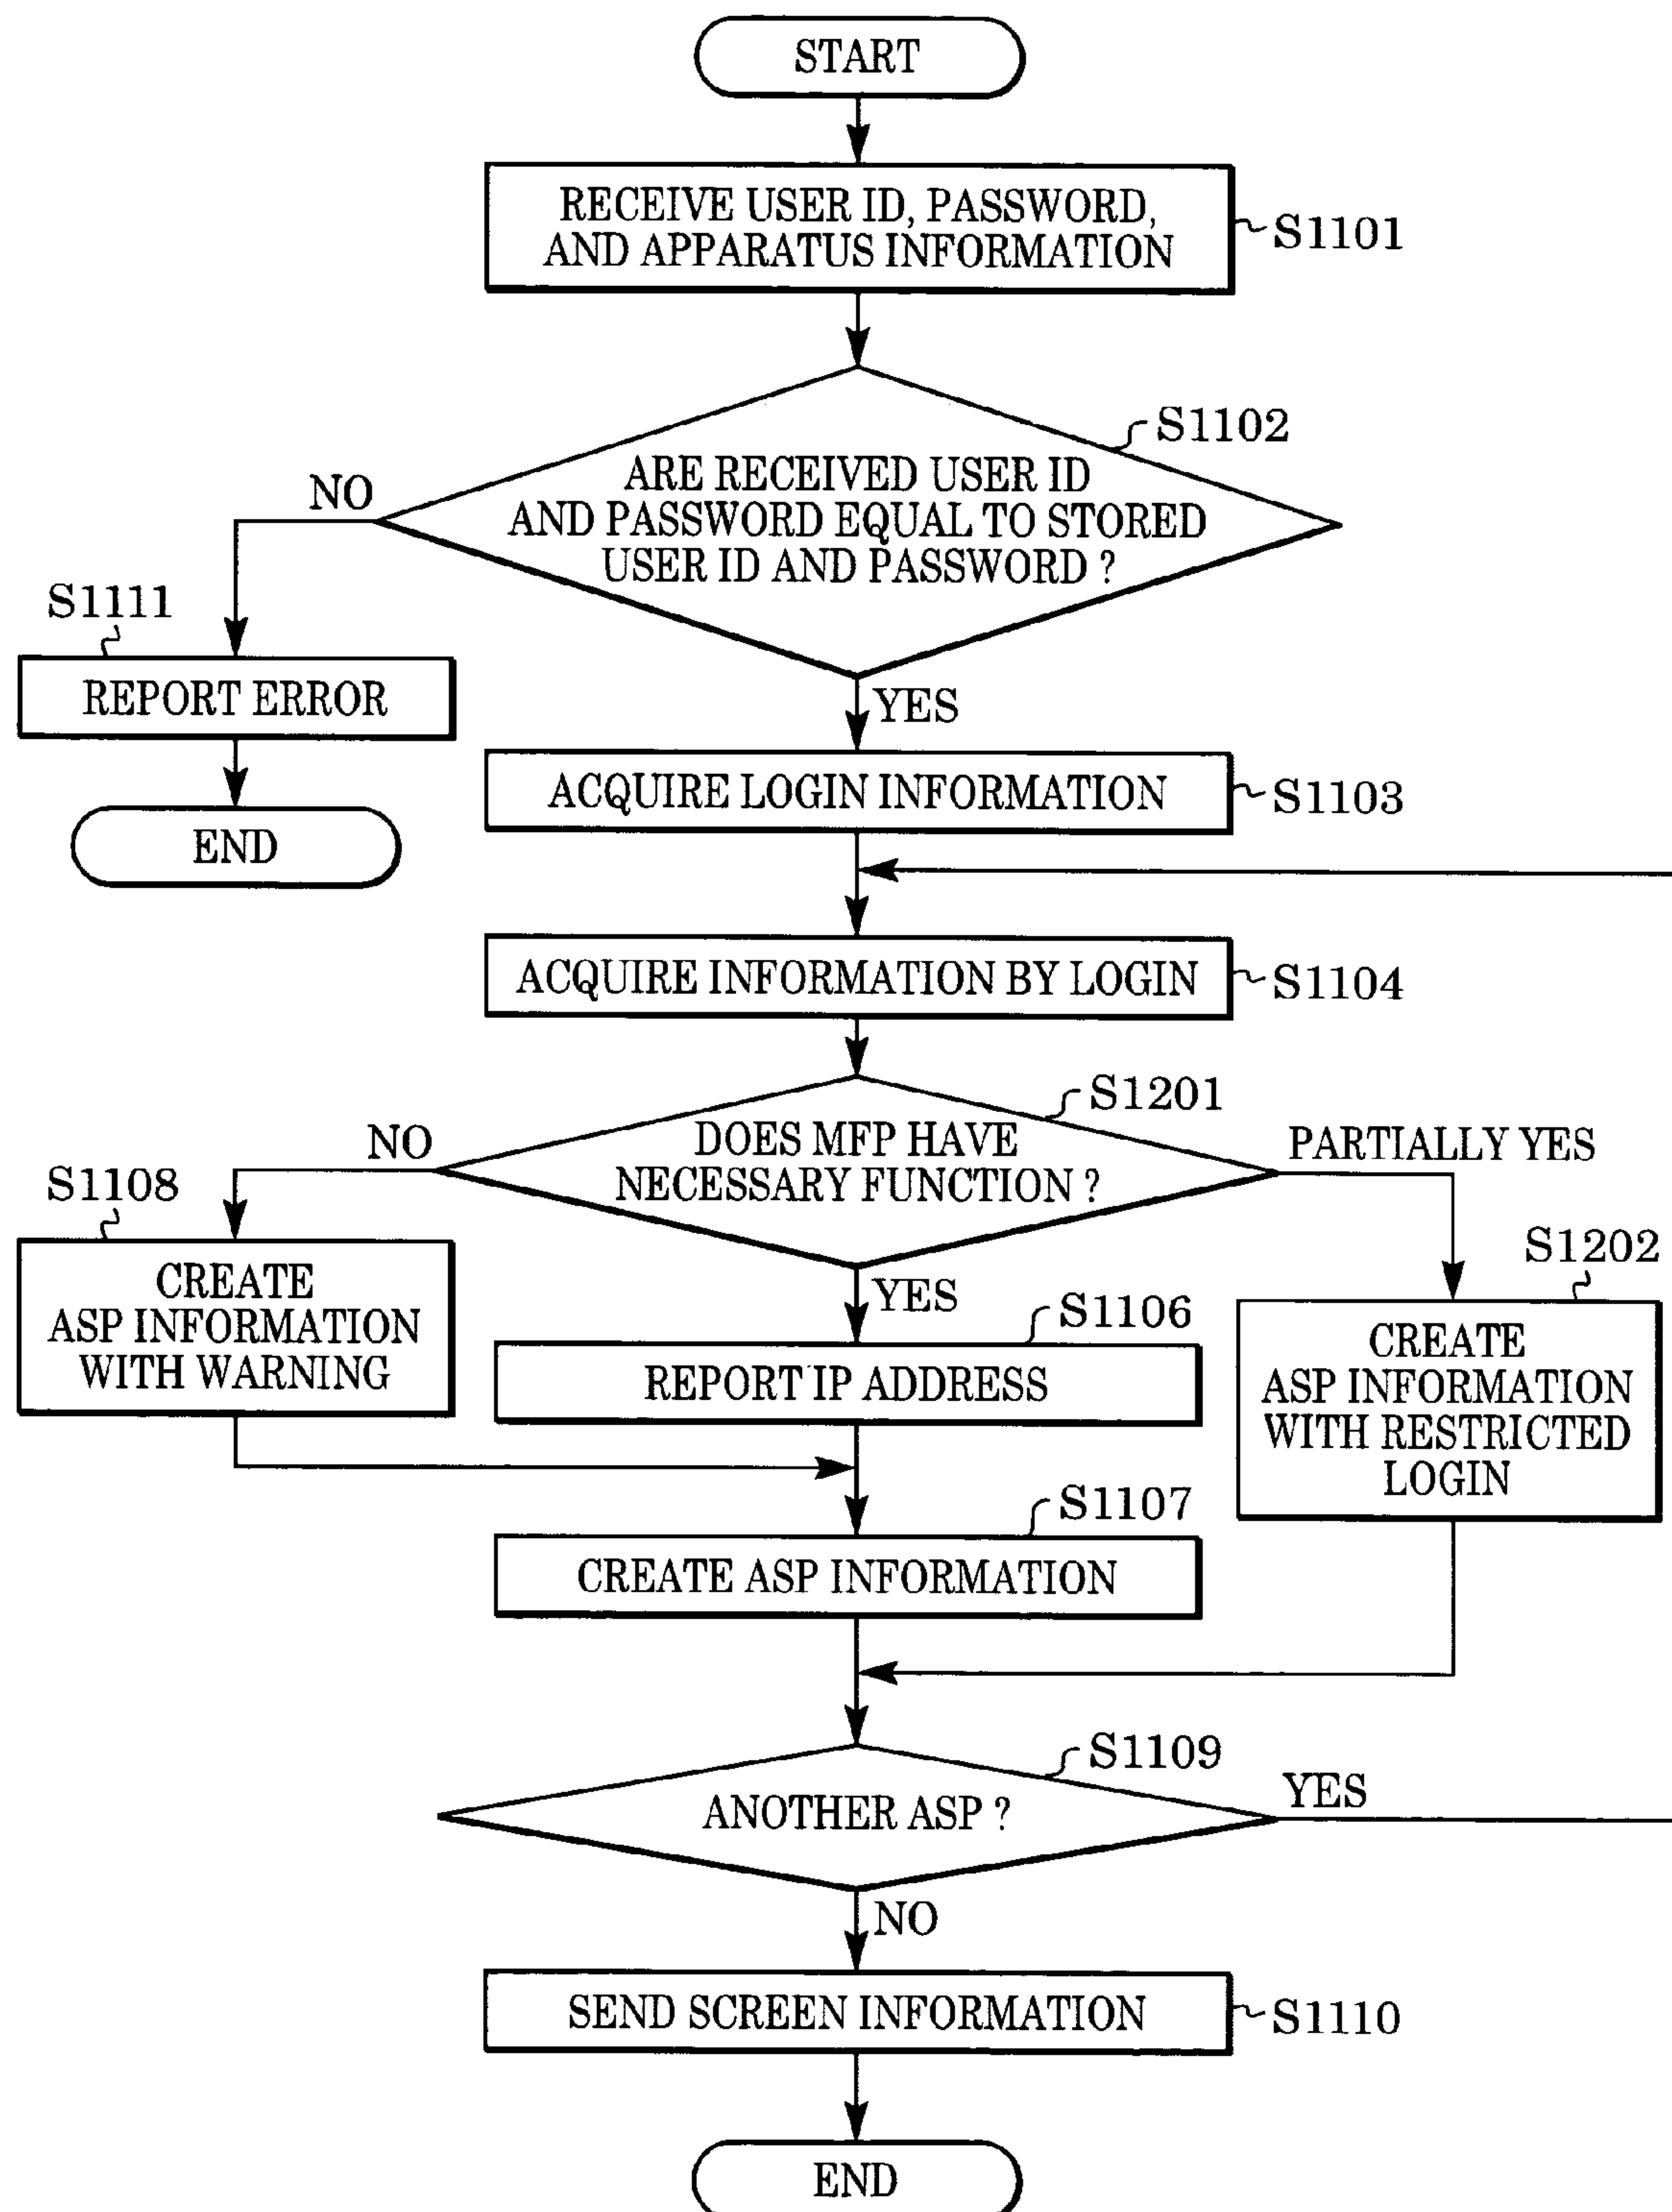 START
RECEIVE USER ID, PASSWORD,
AND APPARATUS INFORMATION
S1101
S1102
ARE RECEIVED USER ID
AND PASSWORD EQUAL TO STORED
USER ID AND PASSWORD ?
NO
S1111
REPORT ERROR
END
YES
ACQUIRE LOGIN INFORMATION
S1103
ACQUIRE INFORMATION BY LOGIN
S1104
S1201
DOES MFP HAVE
NECESSARY FUNCTION ?
NO
PARTIALLY YES
S1108
CREATE
ASP INFORMATION
WITH WARNING
YES
S1106
REPORT IP ADDRESS
S1202
CREATE
ASP INFORMATION
WITH RESTRICTED
LOGIN
S1107
CREATE ASP INFORMATION
S1109
ANOTHER ASP ?
YES
NO
SEND SCREEN INFORMATION
S1110
END